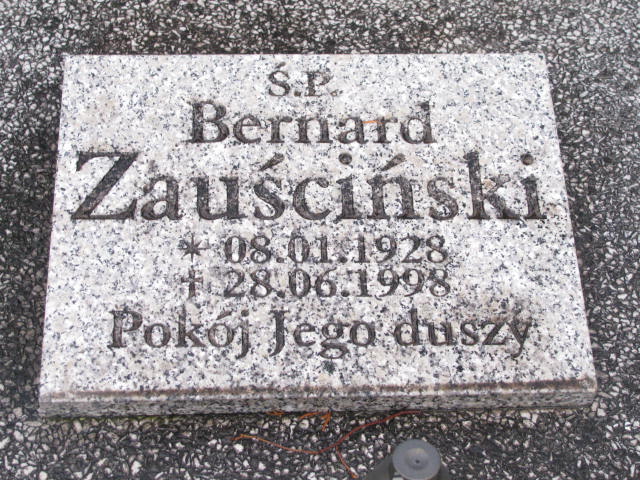 Ś.P.
Bernard
Zauściński
* 08.01.1928
† 28.06.1998
Pokój Jego duszy